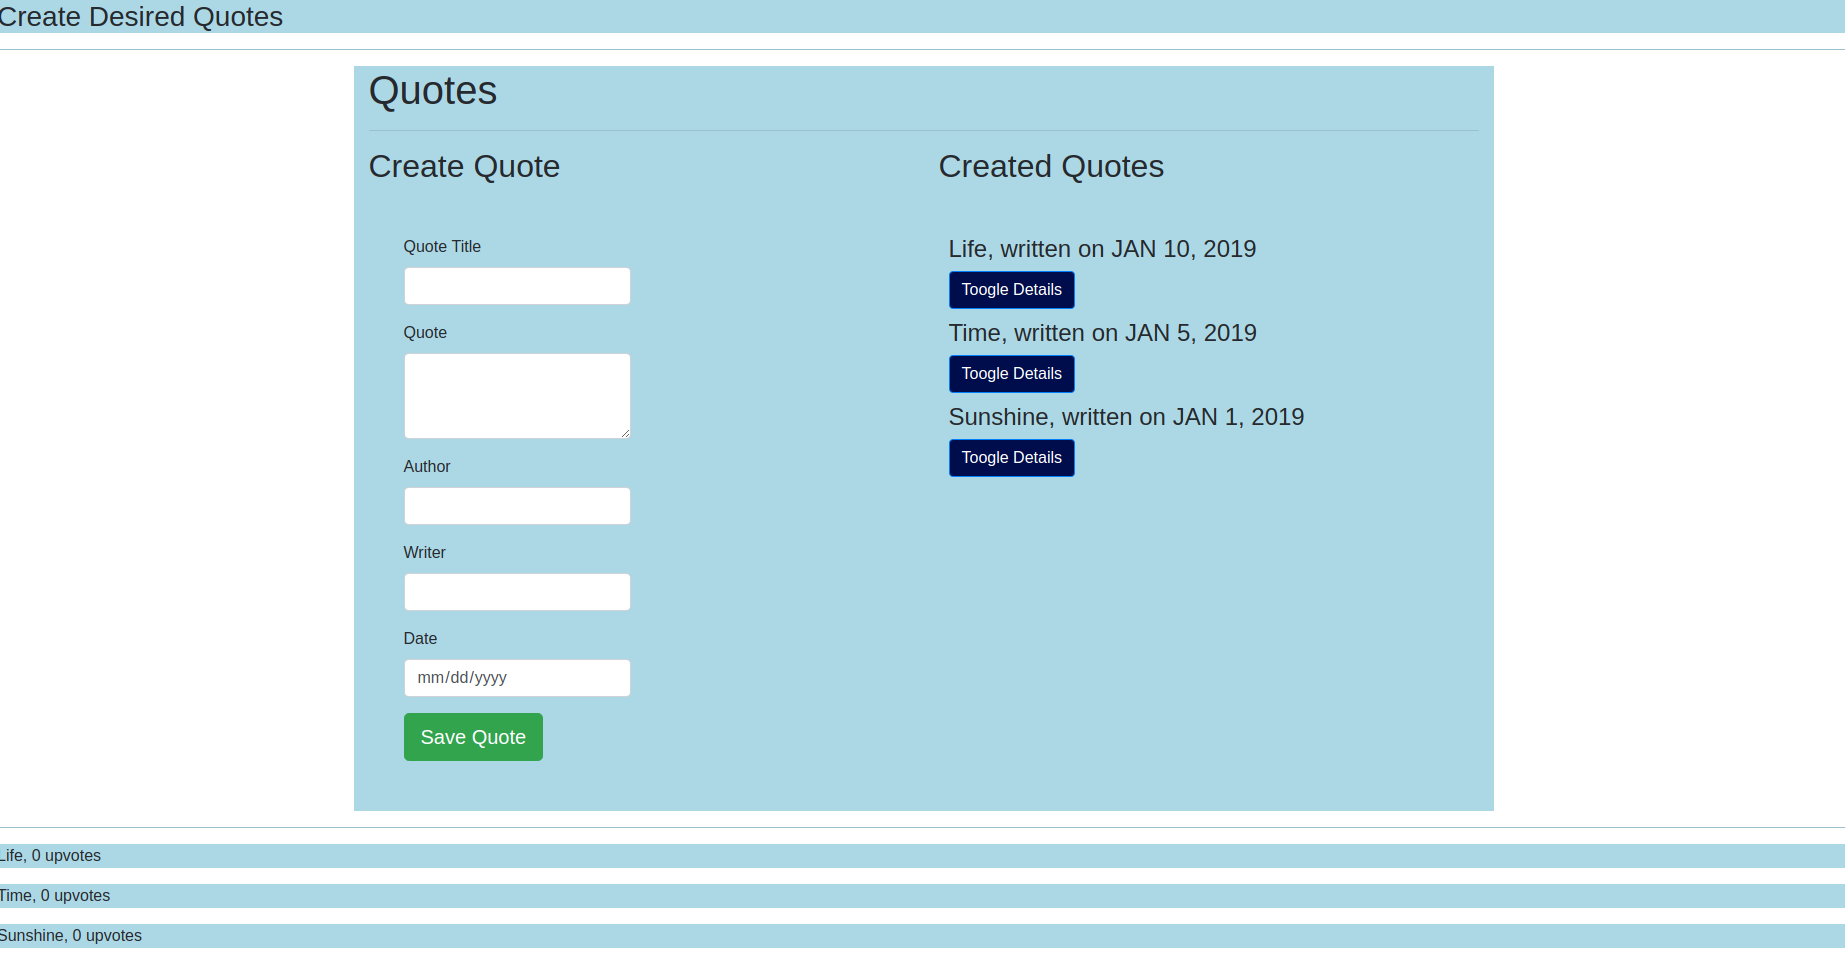 Create Desired Quotes
Quotes
Create Quote
Quote Title
Quote
Author
Writer
Date
mm/dd/yyyy
Save Quote
Created Quotes
Life, written on JAN 10, 2019
Toogle Details
Time, written on JAN 5, 2019
Toogle Details
Sunshine, written on JAN 1, 2019
Toogle Details
Life, 0 upvotes
Time, 0 upvotes
Sunshine, 0 upvotes